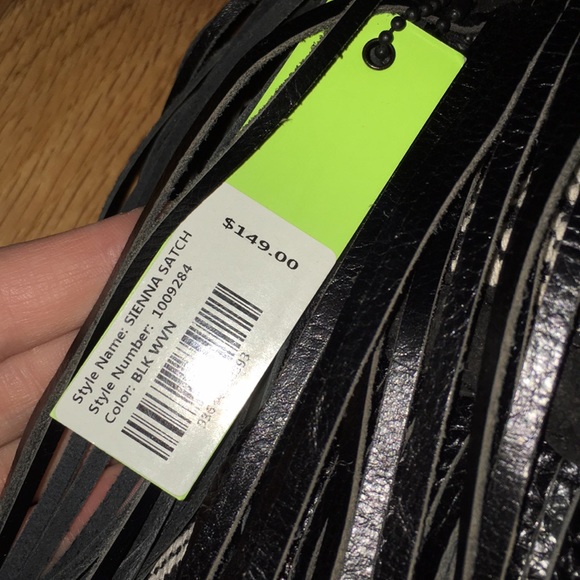 $149.00
Style Name: SIENNA SATCH
Style Number: 1009284
Color: BLK WVN